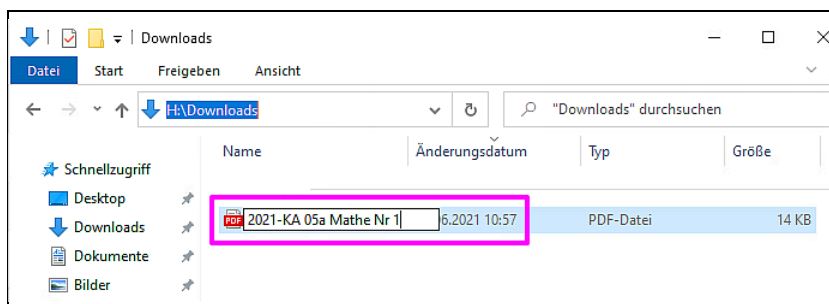 Downloads
Datei Start Freigeben Ansicht
H:\Downloads "Downloads" durchsuchen
Name Änderungsdatum Typ Größe
Schnellzugriff
Desktop
Downloads
PDF 2021-KA 05a Mathe Nr 1 6.2021 10:57 PDF-Datei 14 KB
Dokumente
Bilder